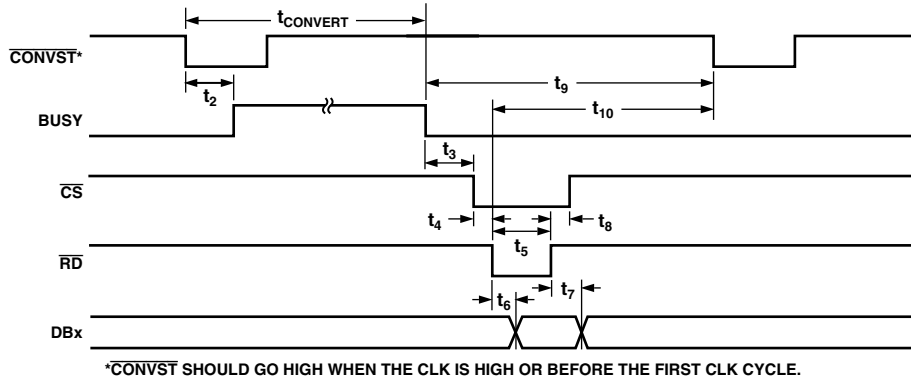 tCONVERT
CONVST*
t9
t2
t10
BUSY
t3
CS
t4
t8
t5
RD
t6
t7
DBx
*CONVST SHOULD GO HIGH WHEN THE CLK IS HIGH OR BEFORE THE FIRST CLK CYCLE.